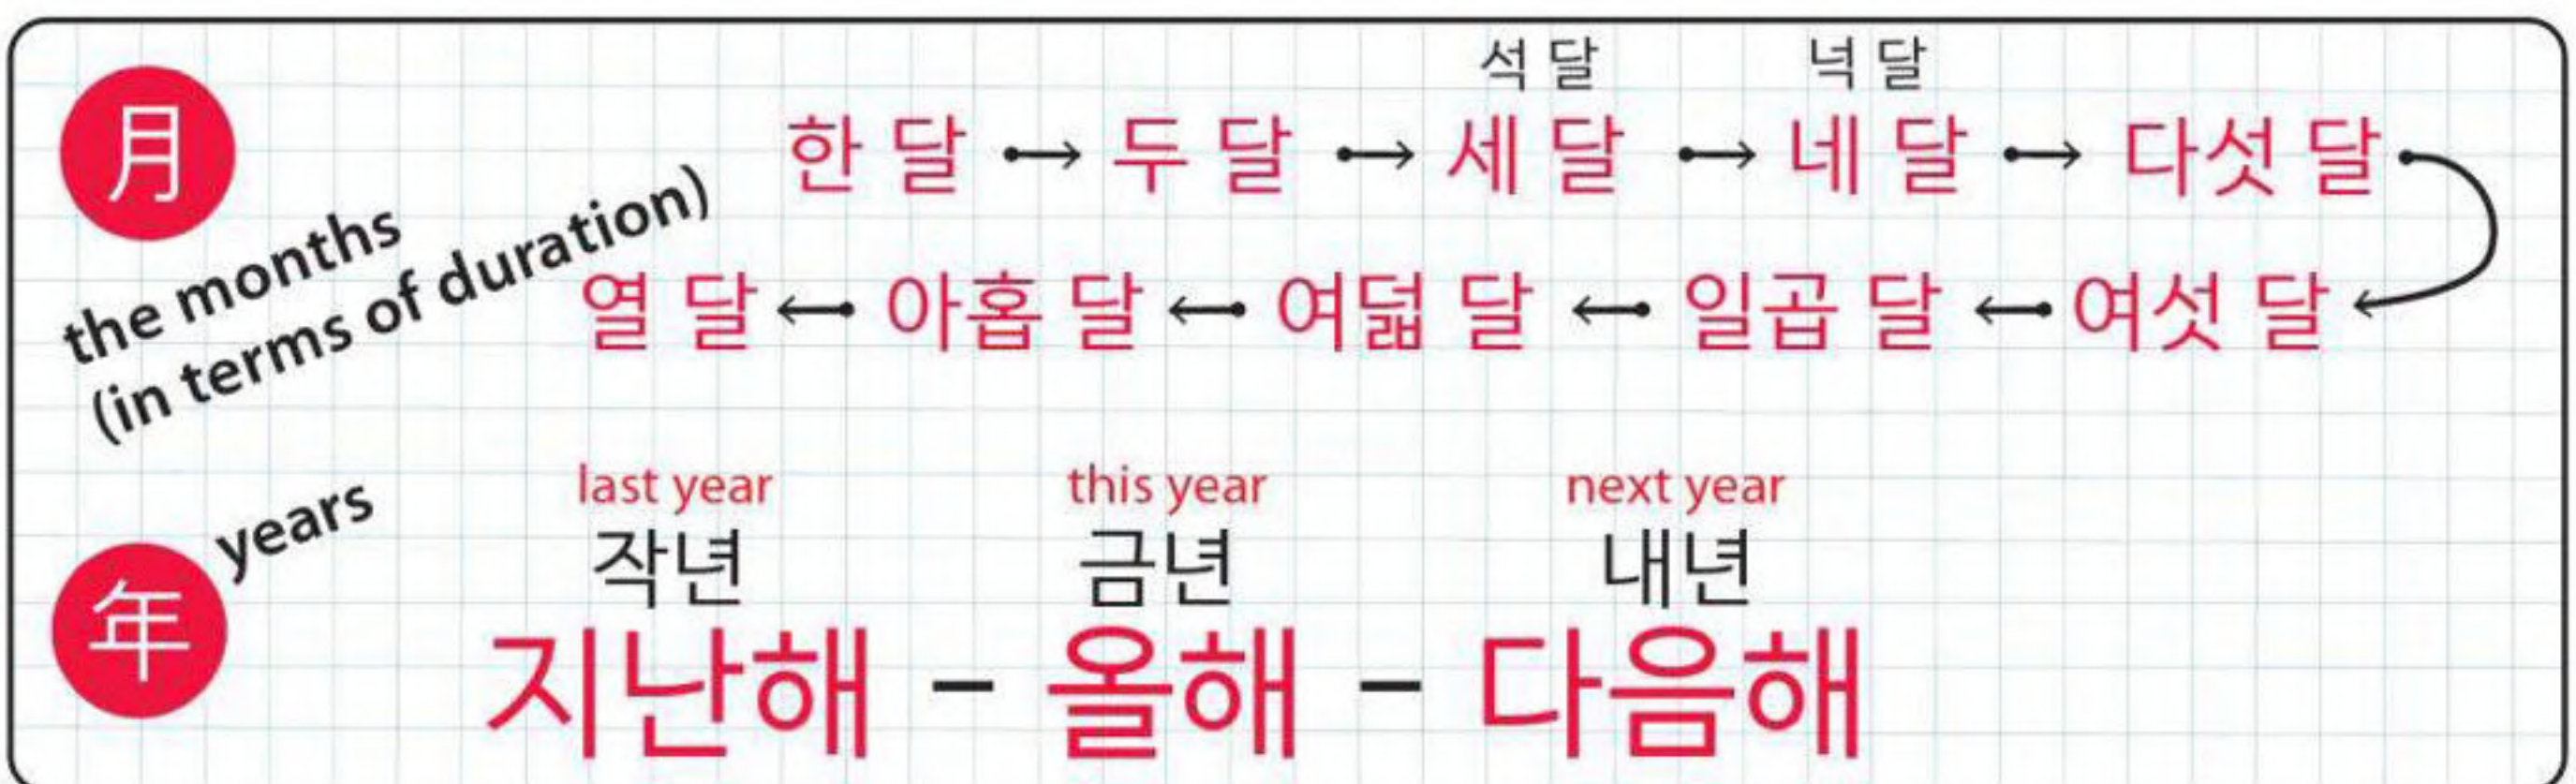 月
the months
(in terms of duration)
석 달 넉 달
한 달 → 두 달 → 세 달 → 네 달 → 다섯 달
열 달 ← 아홉 달 ← 여덟 달 ← 일곱 달 ← 여섯 달
年
years
last year this year next year
작년 금년 내년
지난해 – 올해 – 다음해